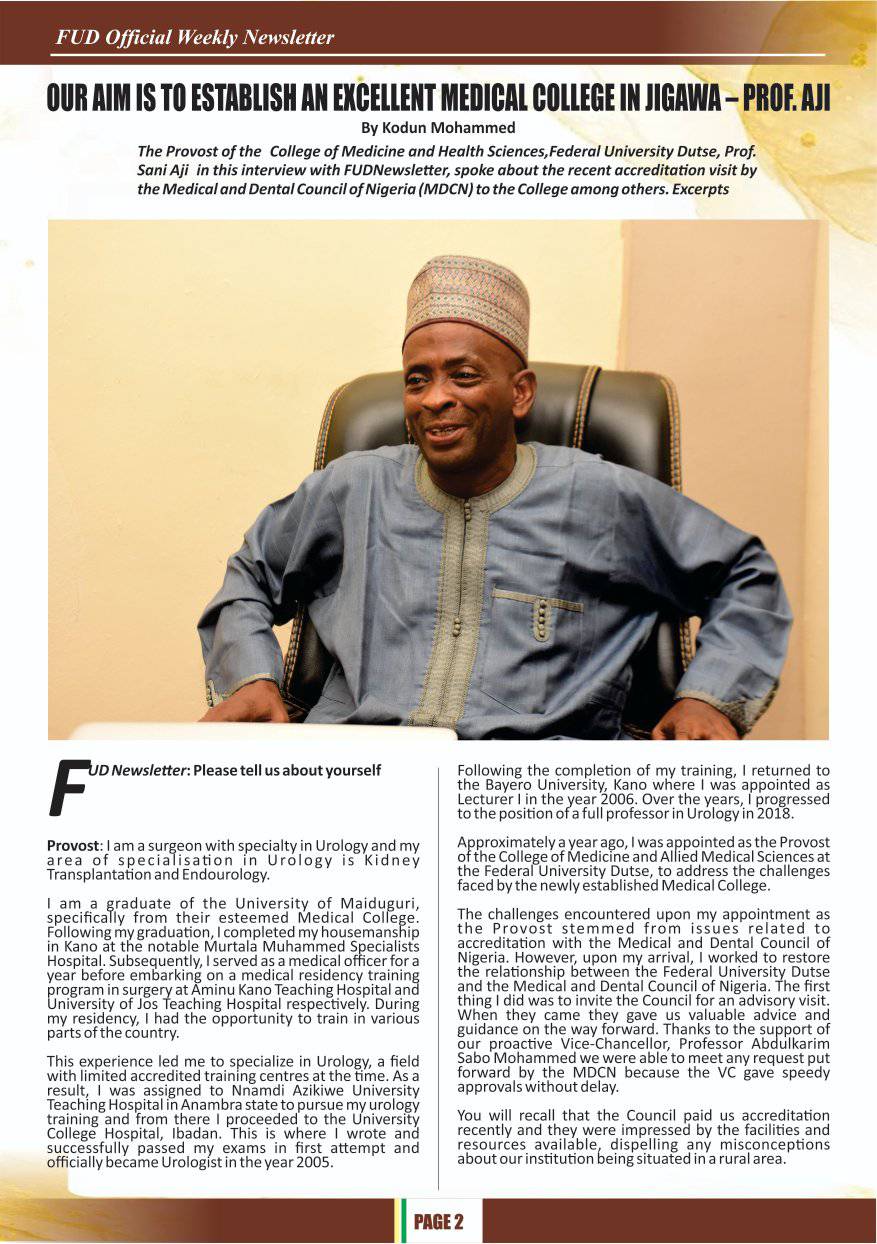 FUD Official Weekly Newsletter
OUR AIM IS TO ESTABLISH AN EXCELLENT MEDICAL COLLEGE IN JIGAWA – PROF. AJI
By Kodun Mohammed
The Provost of the College of Medicine and Health Sciences,Federal University Dutse, Prof.
Sani Aji in this interview with FUDNewsletter, spoke about the recent accreditation visit by
the Medical and Dental Council of Nigeria (MDCN) to the College among others. Excerpts
FUD Newsletter: Please tell us about yourself
Provost: I am a surgeon with specialty in Urology and my
area of specialisation in Urology is Kidney
Transplantation and Endourology.
I am a graduate of the University of Maiduguri,
specifically from their esteemed Medical College.
Following my graduation, I completed my housemanship
in Kano at the notable Murtala Muhammed Specialists
Hospital. Subsequently, I served as a medical officer for a
year before embarking on a medical residency training
program in surgery at Aminu Kano Teaching Hospital and
University of Jos Teaching Hospital respectively. During
my residency, I had the opportunity to train in various
parts of the country.
This experience led me to specialize in Urology, a field
with limited accredited training centres at the time. As a
result, I was assigned to Nnamdi Azikiwe University
Teaching Hospital in Anambra state to pursue my urology
training and from there I proceeded to the University
College Hospital, Ibadan. This is where I wrote and
successfully passed my exams in first attempt and
officially became Urologist in the year 2005.
Following the completion of my training, I returned to
the Bayero University, Kano where I was appointed as
Lecturer I in the year 2006. Over the years, I progressed
to the position of a full professor in Urology in 2018.
Approximately a year ago, I was appointed as the Provost
of the College of Medicine and Allied Medical Sciences at
the Federal University Dutse, to address the challenges
faced by the newly established Medical College.
The challenges encountered upon my appointment as
the Provost stemmed from issues related to
accreditation with the Medical and Dental Council of
Nigeria. However, upon my arrival, I worked to restore
the relationship between the Federal University Dutse
and the Medical and Dental Council of Nigeria. The first
thing I did was to invite the Council for an advisory visit.
When they came they gave us valuable advice and
guidance on the way forward. Thanks to the support of
our proactive Vice-Chancellor, Professor Abdulkarim
Sabo Mohammed we were able to meet any request put
forward by the MDCN because the VC gave speedy
approvals without delay.
You will recall that the Council paid us accreditation
recently and they were impressed by the facilities and
resources available, dispelling any misconceptions
about our institution being situated in a rural area.
PAGE 2